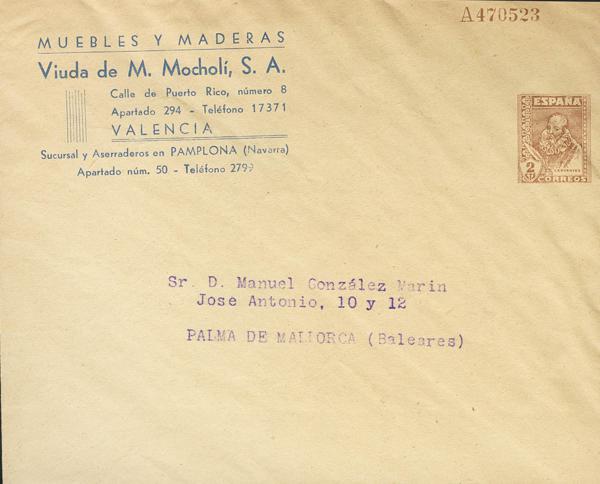 A470523
MUEBLES Y MADERAS
Viuda de M. Mocholí, S. A.
Calle de Puerto Rico, número 8
Apartado 294 - Teléfono 17371
VALENCIA
Sucursal y Aserraderos en PAMPLONA (Navarra)
Apartado núm. 50 - Teléfono 2799
ESPAÑA
CERVANTES
2
CORREOS
Sr. D. Manuel González Marin
Jose Antonio, 10 y 12
PALMA DE MALLORCA (Baleares)